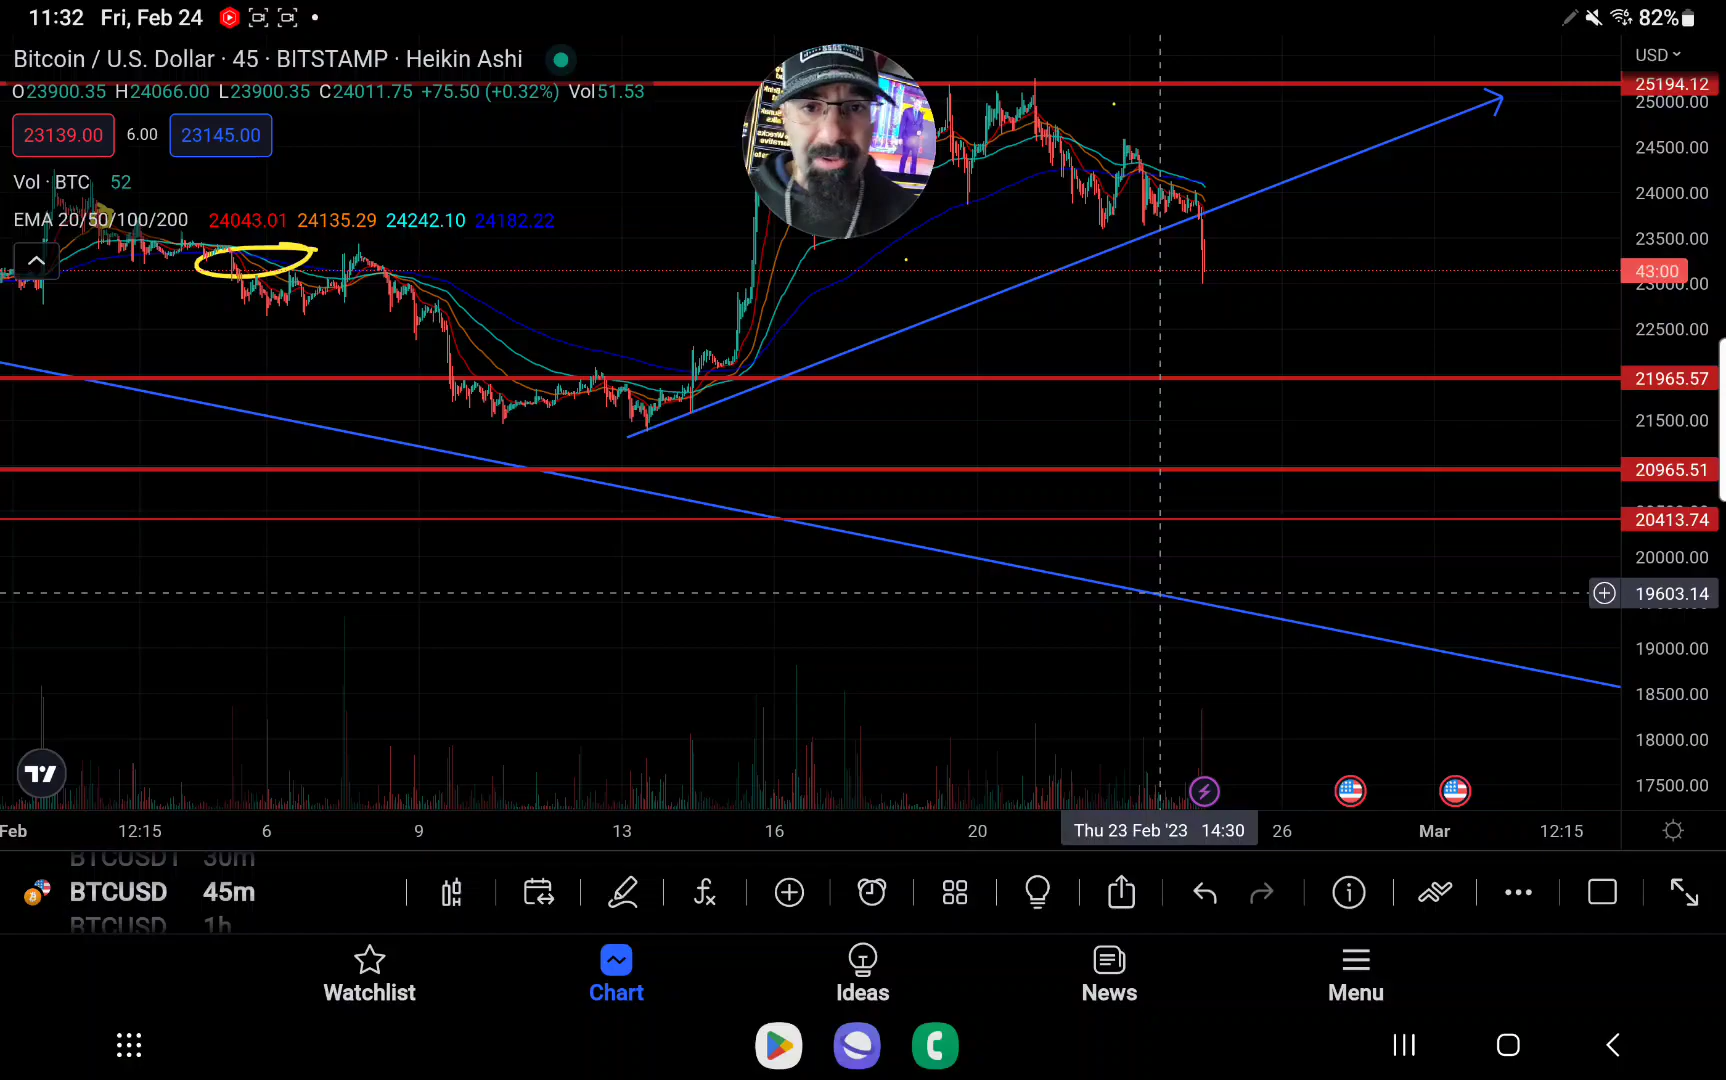 11:32 Fri, Feb 24 82%
Bitcoin / U.S. Dollar · 45 · BITSTAMP · Heikin Ashi
USD
O23900.35 H24066.00 L23900.35 C24011.75 +75.50 (+0.32%) Vol51.53
25194.12
25000.00
23139.00 6.00 23145.00
24500.00
Vol · BTC 52
24000.00
EMA 20/50/100/200 24043.01 24135.29 24242.10 24182.22
23500.00
43:00
23000.00
22500.00
21965.57
21500.00
20965.51
20413.74
20000.00
19603.14
19000.00
18500.00
18000.00
17500.00
Feb 12:15 6 9 13 16 20 Thu 23 Feb '23 14:30 26 Mar 12:15
BTCUSDT 30m
BTCUSD 45m
BTCUSD 1h
Watchlist Chart Ideas News Menu